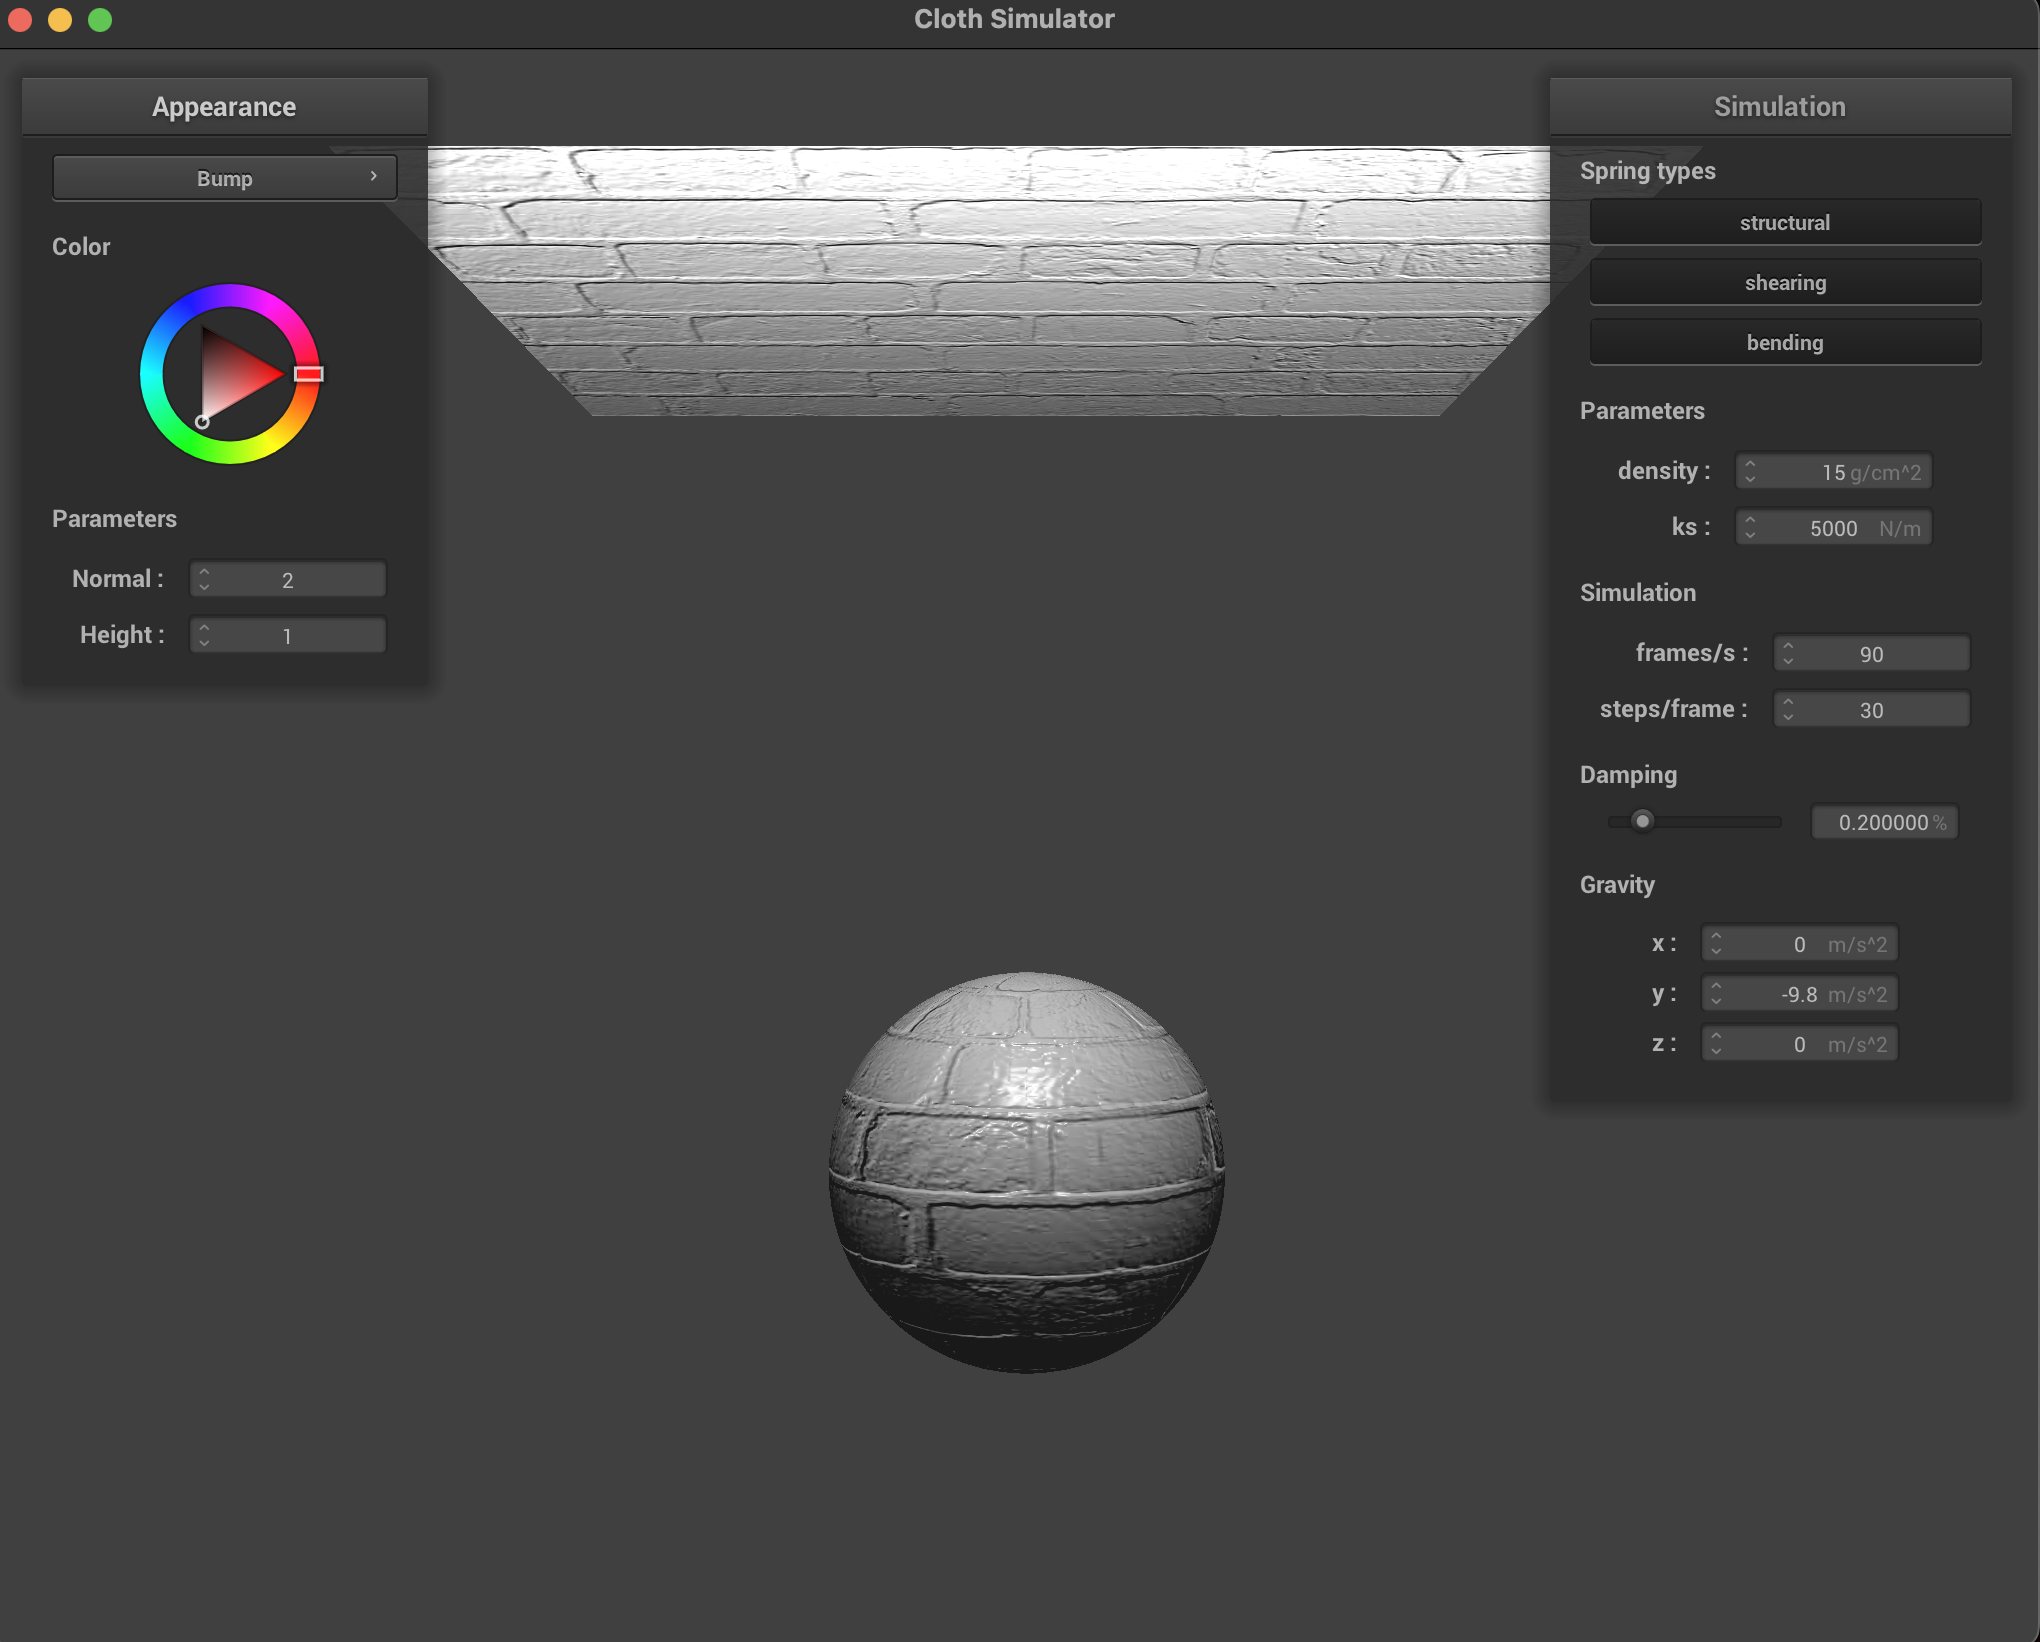 Cloth Simulator
Appearance
Bump
Color
Parameters
Normal : 2
Height : 1
Simulation
Spring types
structural
shearing
bending
Parameters
density : 15 g/cm^2
ks : 5000 N/m
Simulation
frames/s : 90
steps/frame : 30
Damping
0.200000 %
Gravity
x : 0 m/s^2
y : -9.8 m/s^2
z : 0 m/s^2